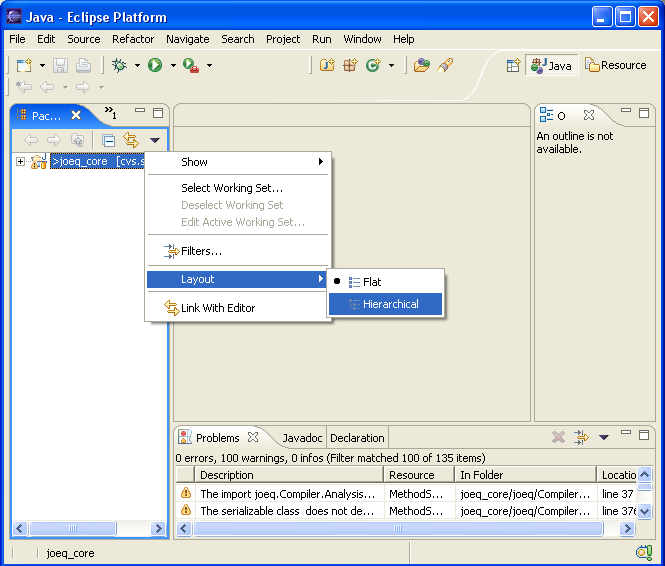 Java - Eclipse Platform
File Edit Source Refactor Navigate Search Project Run Window Help
Java Resource
Pac... »1
O
An outline is not
available.
>joeq_core [cvs.s
Show
Select Working Set...
Deselect Working Set
Edit Active Working Set...
Filters...
Layout
Flat
Hierarchical
Link With Editor
Problems Javadoc Declaration
0 errors, 100 warnings, 0 infos (Filter matched 100 of 135 items)
Description Resource In Folder Locatio
The import joeq.Compiler.Analysis... MethodS... joeq_core/joeq/Compiler... line 37
The serializable class does not de... MethodS... joeq_core/joeq/Compiler... line 376
joeq_core